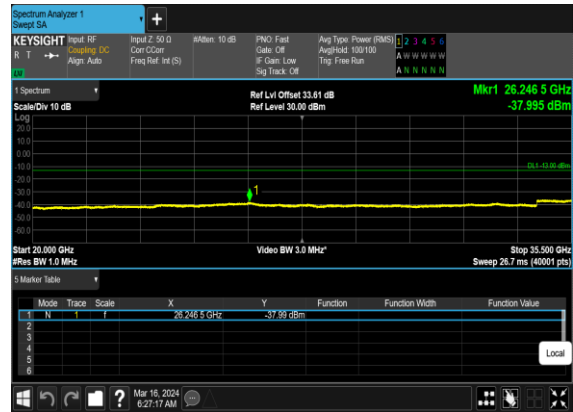 Spectrum Analyzer 1
Swept SA
KEYSIGHT Input: RF Input Z: 50 Ω #Atten: 10 dB PNO: Fast Avg Type: Power (RMS) 1 2 3 4 5 6
R T Coupling: DC Corr CCorr Gate: Off Avg|Hold: 100/100 A W W W W W
Align: Auto Freq Ref: Int (S) IF Gain: Low Trig: Free Run
Sig Track: Off A N N N N N
1 Spectrum
Ref Lvl Offset 33.61 dB Mkr1 26.246 5 GHz
Scale/Div 10 dB Ref Level 30.00 dBm -37.995 dBm
Log
20.0
10.0
0.00
-10.0
DL1 -13.00 dBm
-20.0
1
-30.0
-40.0
-50.0
-60.0
Start 20.000 GHz Video BW 3.0 MHz* Stop 35.500 GHz
#Res BW 1.0 MHz Sweep 26.7 ms (40001 pts)
5 Marker Table
Mode Trace Scale X Y Function Function Width Function Value
1 N 1 f 26.246 5 GHz -37.99 dBm
2
3
4
5
6
Local
? Mar 16, 2024
6:27:17 AM